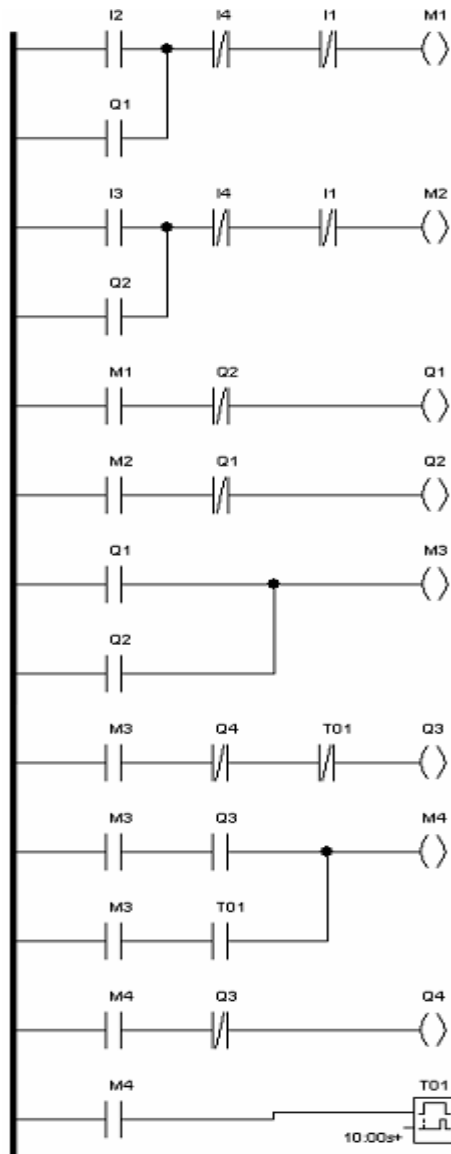 I2 I4 I1 M1
Q1
I3 I4 I1 M2
Q2
M1 Q2 Q1
M2 Q1 Q2
Q1 M3
Q2
M3 Q4 T01 Q3
M3 Q3 M4
M3 T01
M4 Q3 Q4
M4 T01
10:00s+